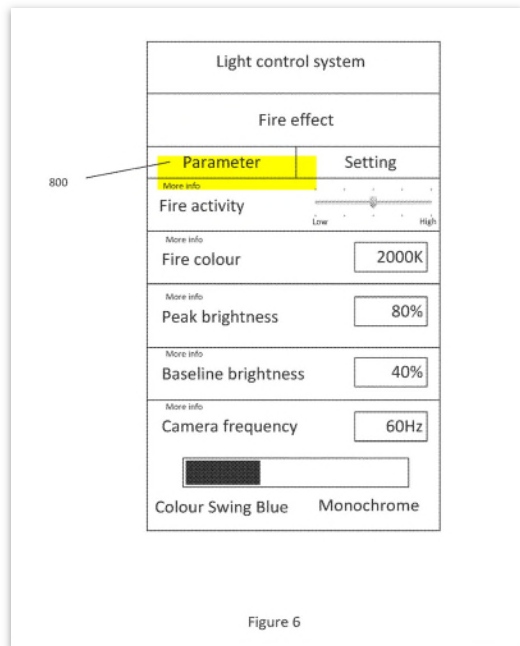 Light control system
Fire effect
Parameter Setting
800
More info
Fire activity
Low High
More info
Fire colour 2000K
More info
Peak brightness 80%
More info
Baseline brightness 40%
More info
Camera frequency 60Hz
Colour Swing Blue Monochrome
Figure 6